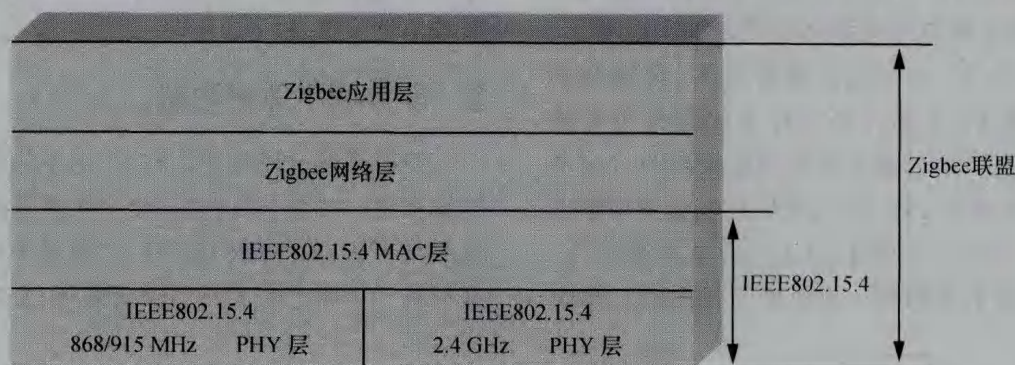 Zigbee应用层
Zigbee网络层
Zigbee联盟
IEEE802.15.4 MAC层
IEEE802.15.4
IEEE802.15.4
868/915 MHz PHY 层
IEEE802.15.4
2.4 GHz PHY 层